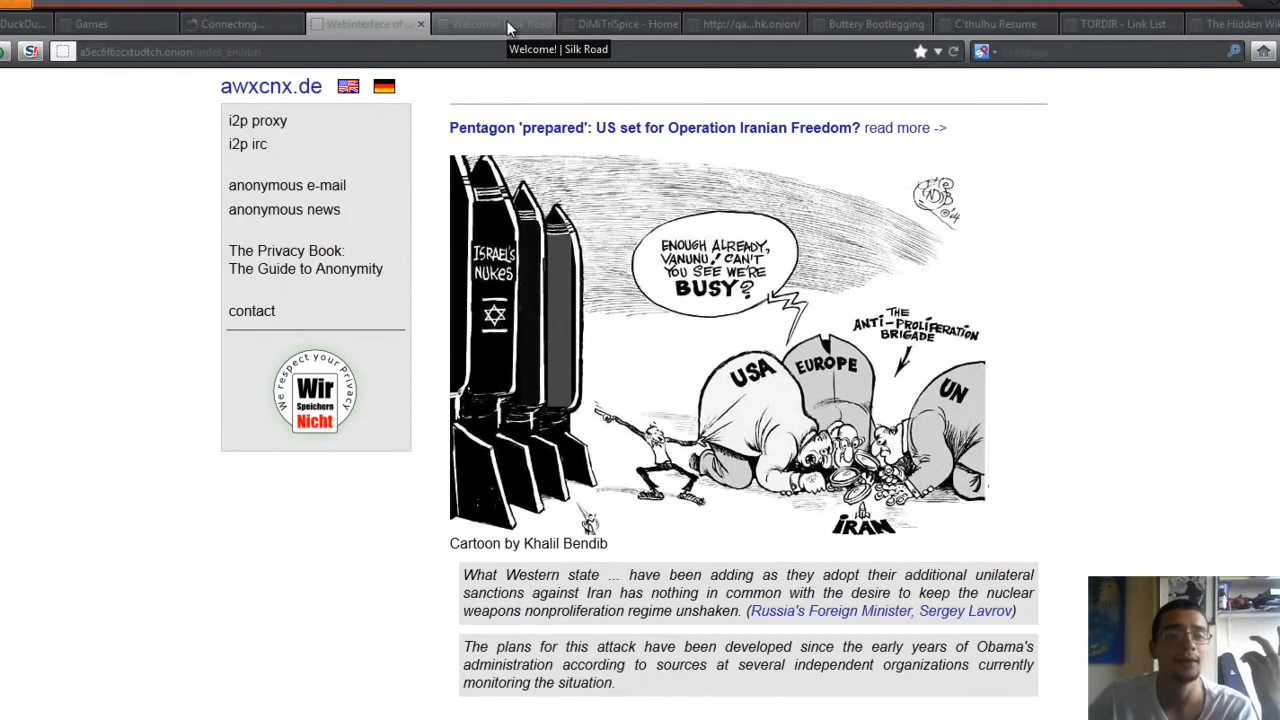 DuckDu
Games
Connecting...
Webinterface of ...
Welcome! | Silk Road
DiMiTriSpice - Home
http://qa...hk.onion/
Buttery Bootlegging
C'thulhu Resume
TORDIR - Link List
The Hidden Wiki
a5ec6f6zcxtudtch.onion/index_en.htm
Startpage
Welcome! | Silk Road
awxcnx.de
i2p proxy
i2p irc
anonymous e-mail
anonymous news
The Privacy Book:
The Guide to Anonymity
contact
We respect your Privacy
Wir
Speichern
Nicht
Pentagon 'prepared': US set for Operation Iranian Freedom? read more ->
ISRAEL'S
NUKES
ENOUGH ALREADY,
VANUNU! CAN'T
YOU SEE WE'RE
BUSY?
THE
ANTI-PROLIFERATION
BRIGADE
USA
EUROPE
UN
IRAN
Cartoon by Khalil Bendib
What Western state ... have been adding as they adopt their additional unilateral
sanctions against Iran has nothing in common with the desire to keep the nuclear
weapons nonproliferation regime unshaken. (Russia's Foreign Minister, Sergey Lavrov)
The plans for this attack have been developed since the early years of Obama's
administration according to sources at several independent organizations currently
monitoring the situation.